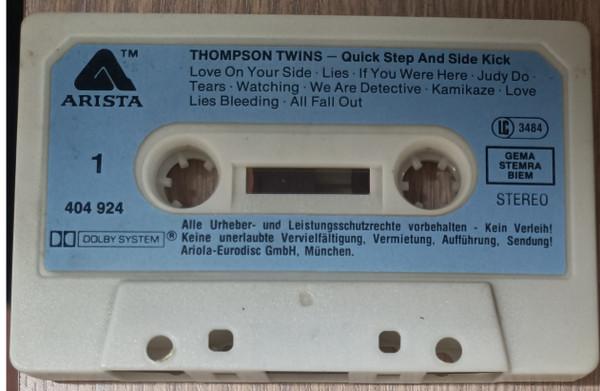 THOMPSON TWINS – Quick Step And Side Kick
Love On Your Side · Lies · If You Were Here · Judy Do ·
Tears · Watching · We Are Detective · Kamikaze · Love
Lies Bleeding · All Fall Out
TM
ARISTA
LC 3484
1
GEMA
STEMRA
BIEM
STEREO
404 924
DOLBY SYSTEM ®
Alle Urheber- und Leistungsschutzrechte vorbehalten - Kein Verleih!
Keine unerlaubte Vervielfältigung, Vermietung, Aufführung, Sendung!
Ariola-Eurodisc GmbH, München.